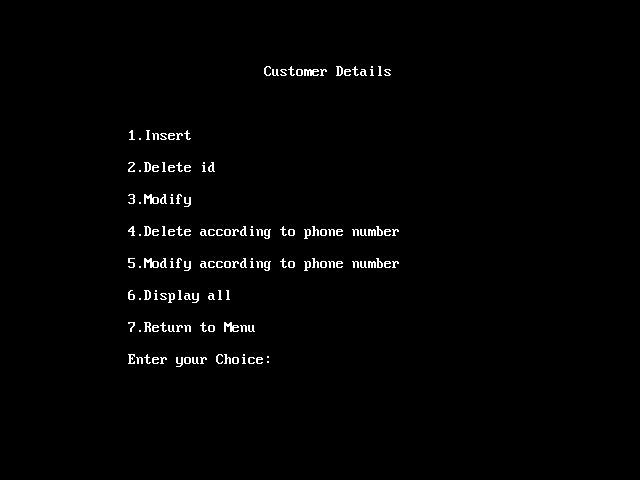 Customer Details
1.Insert
2.Delete id
3.Modify
4.Delete according to phone number
5.Modify according to phone number
6.Display all
7.Return to Menu
Enter your Choice: